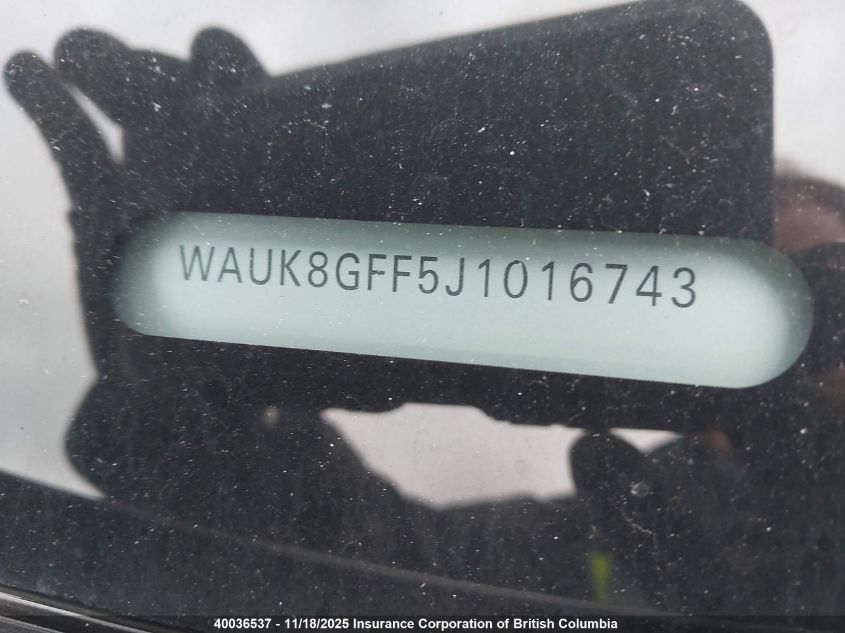 WAUK8GFF5J1016743
40036537 - 11/18/2025 Insurance Corporation of British Columbia